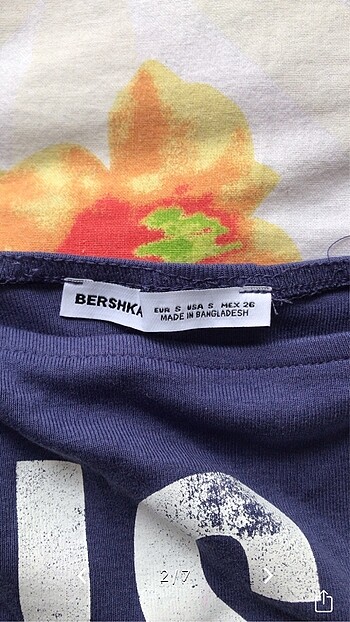 BERSHKA
EUR S USA S MEX 26
MADE IN BANGLADESH
2 / 7